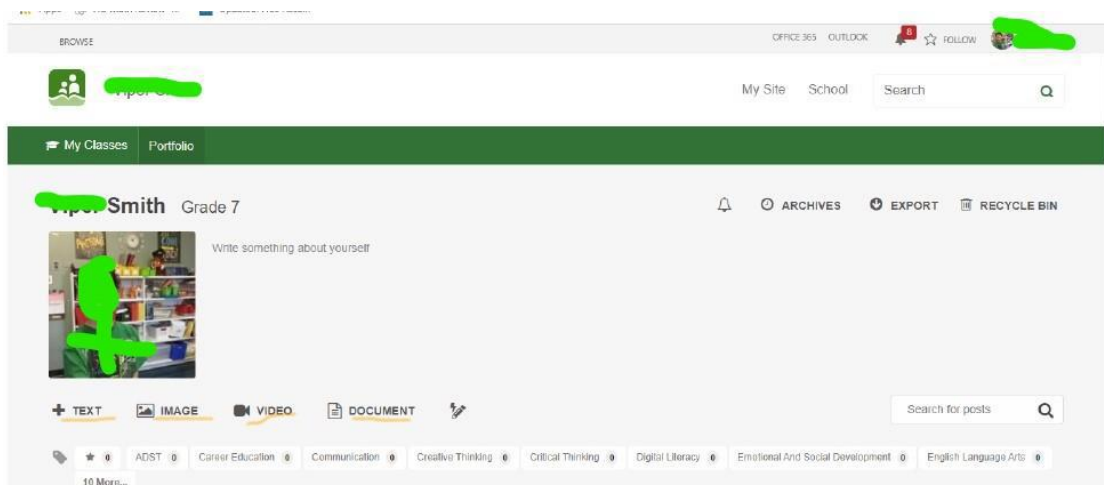 BROWSE
OFFICE 365 OUTLOOK 8 FOLLOW
My Site School Search
My Classes Portfolio
Smith Grade 7
ARCHIVES EXPORT RECYCLE BIN
Write something about yourself
TEXT IMAGE VIDEO DOCUMENT
Search for posts
0 ADST 0 Career Education 0 Communication 0 Creative Thinking 0 Critical Thinking 0 Digital Literacy 0 Emotional And Social Development 0 English Language Arts 0
10 More...